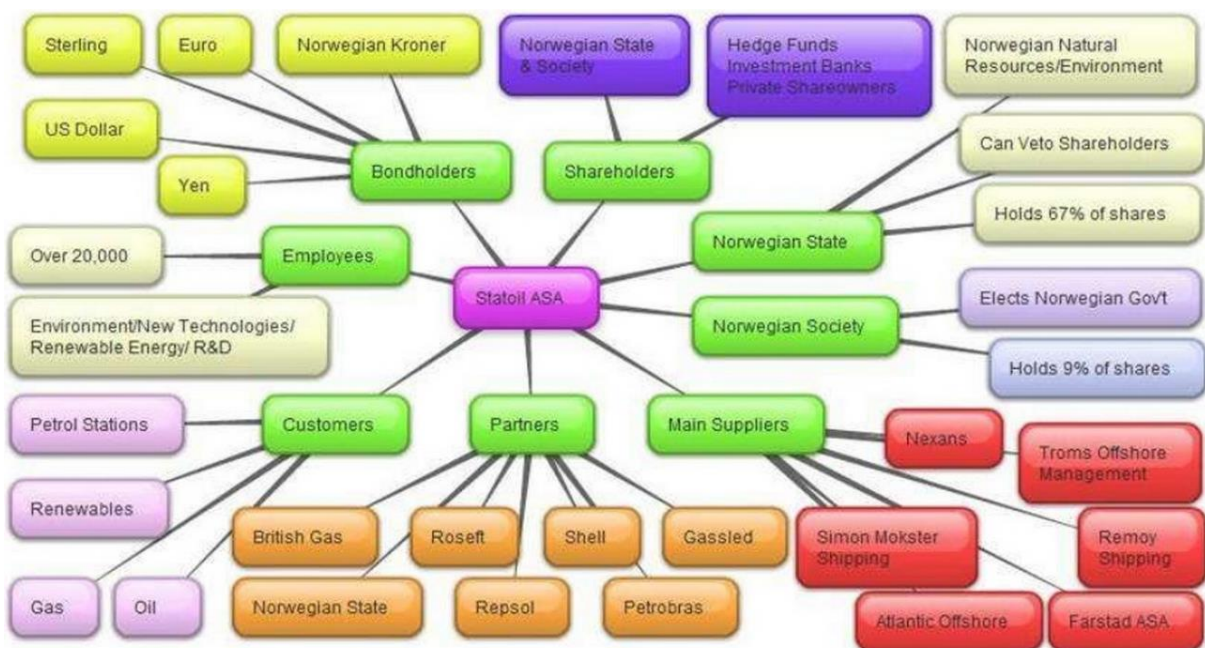 Sterling
Euro
Norwegian Kroner
Norwegian State
& Society
Hedge Funds
Investment Banks
Private Shareowners
Norwegian Natural
Resources/Environment
US Dollar
Yen
Bondholders
Shareholders
Can Veto Shareholders
Holds 67% of shares
Norwegian State
Over 20,000
Employees
Statoil ASA
Elects Norwegian Gov't
Norwegian Society
Environment/New Technologies/
Renewable Energy/ R&D
Holds 9% of shares
Petrol Stations
Customers
Partners
Main Suppliers
Nexans
Troms Offshore
Management
Renewables
British Gas
Roseft
Shell
Gassled
Simon Mokster
Shipping
Remoy
Shipping
Gas
Oil
Norwegian State
Repsol
Petrobras
Atlantic Offshore
Farstad ASA